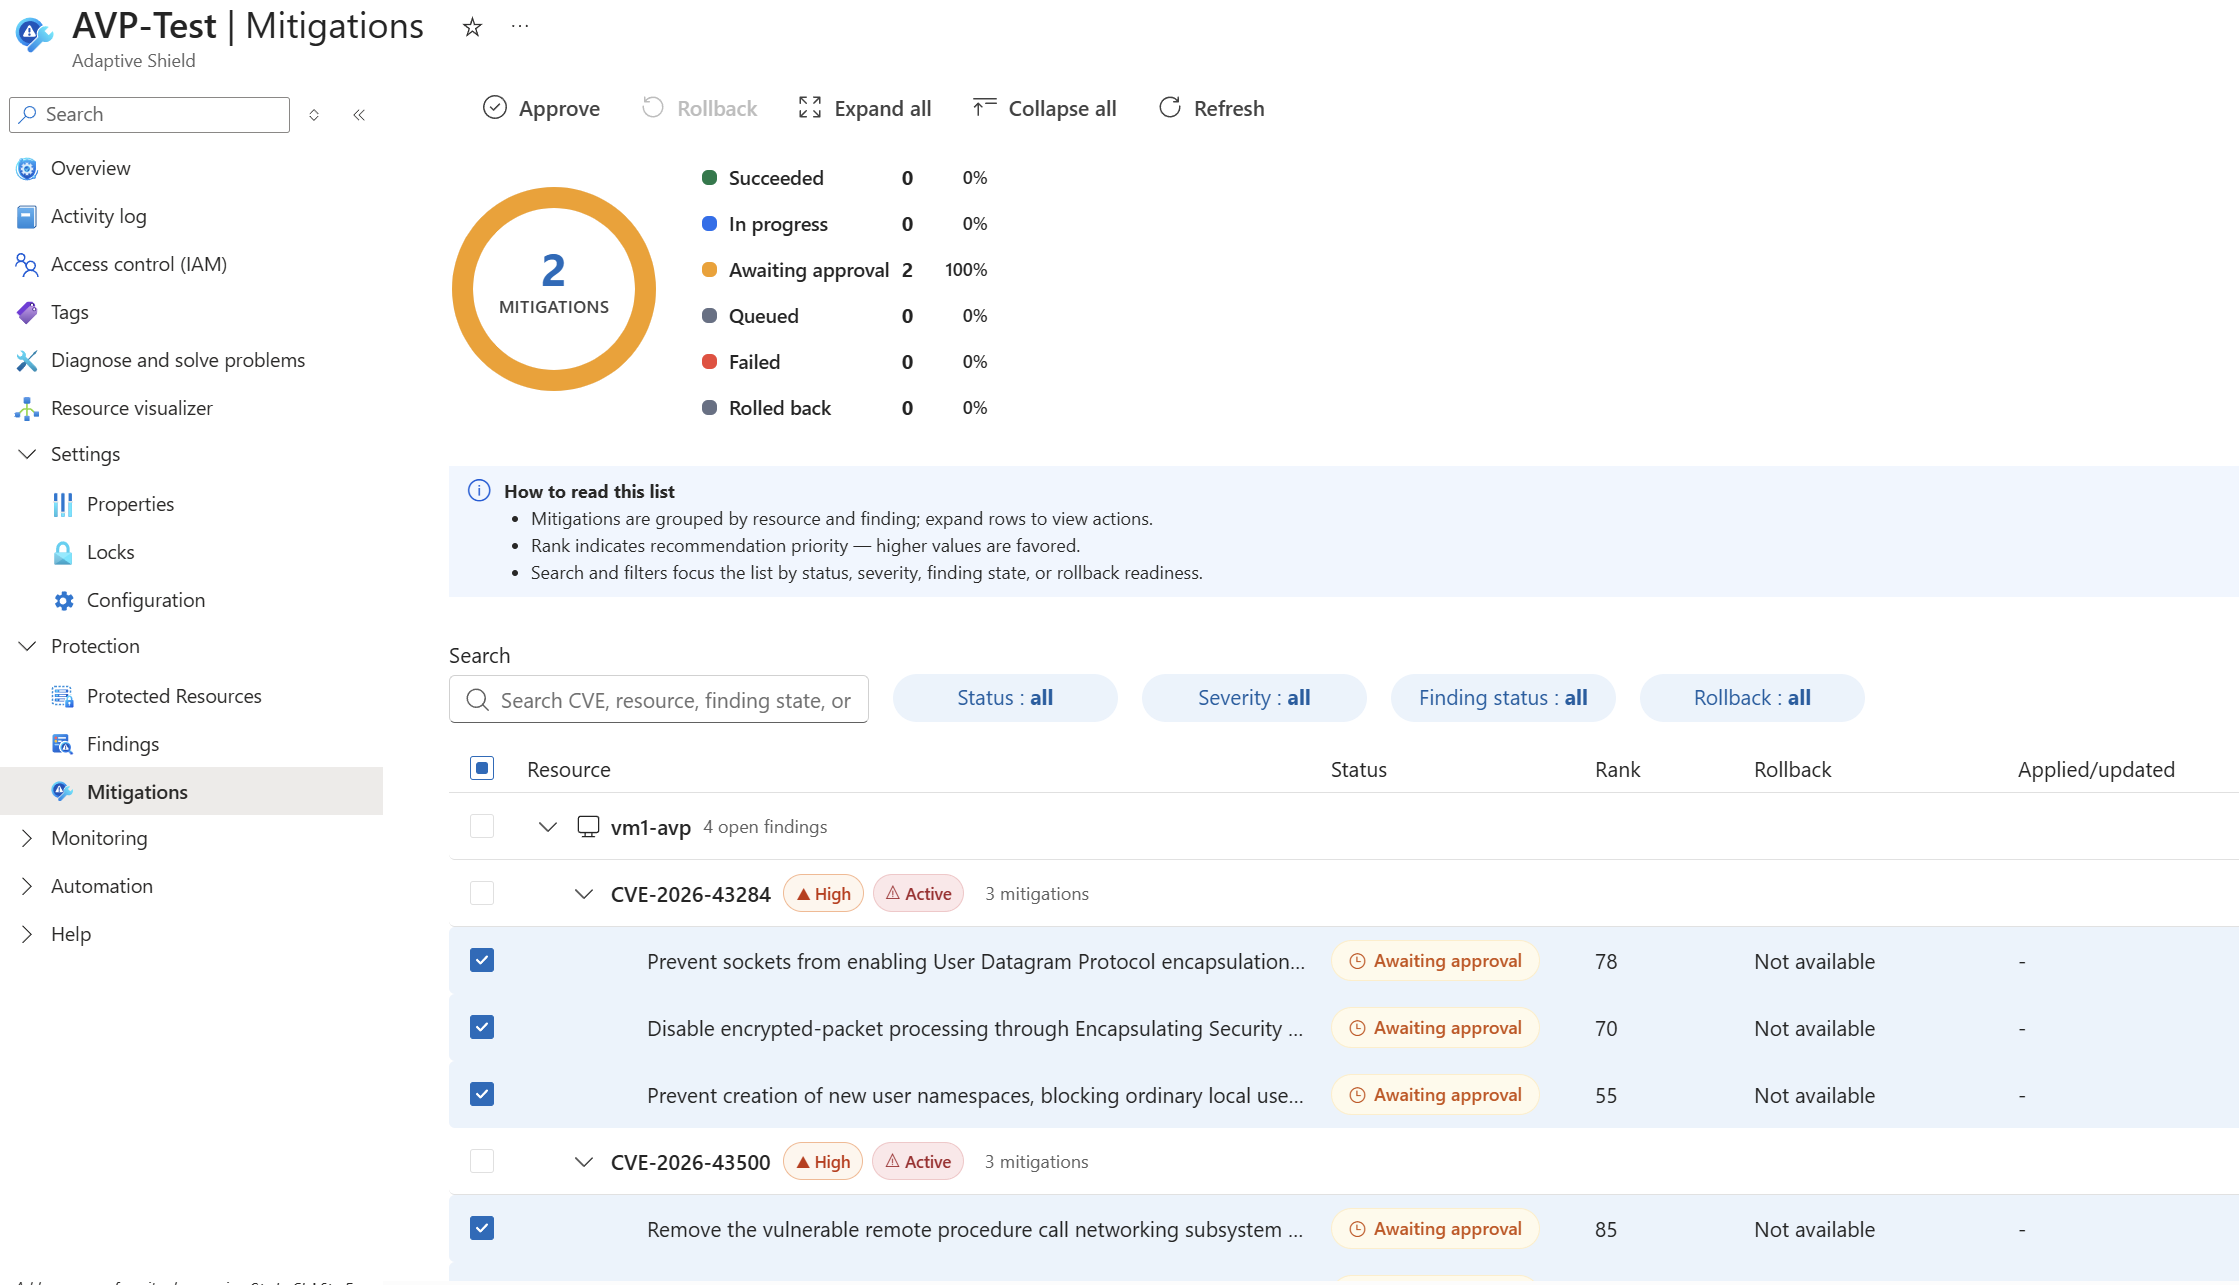 AVP-Test | Mitigations
Adaptive Shield
Search
Overview
Activity log
Access control (IAM)
Tags
Diagnose and solve problems
Resource visualizer
Settings
Properties
Locks
Configuration
Protection
Protected Resources
Findings
Mitigations
Monitoring
Automation
Help
Approve Rollback Expand all Collapse all Refresh
2
MITIGATIONS
Succeeded 0 0%
In progress 0 0%
Awaiting approval 2 100%
Queued 0 0%
Failed 0 0%
Rolled back 0 0%
How to read this list
• Mitigations are grouped by resource and finding; expand rows to view actions.
• Rank indicates recommendation priority — higher values are favored.
• Search and filters focus the list by status, severity, finding state, or rollback readiness.
Search
Search CVE, resource, finding state, or Status : all Severity : all Finding status : all Rollback : all
Resource Status Rank Rollback Applied/updated
vm1-avp 4 open findings
CVE-2026-43284 High Active 3 mitigations
Prevent sockets from enabling User Datagram Protocol encapsulation... Awaiting approval 78 Not available -
Disable encrypted-packet processing through Encapsulating Security ... Awaiting approval 70 Not available -
Prevent creation of new user namespaces, blocking ordinary local use... Awaiting approval 55 Not available -
CVE-2026-43500 High Active 3 mitigations
Remove the vulnerable remote procedure call networking subsystem ... Awaiting approval 85 Not available -